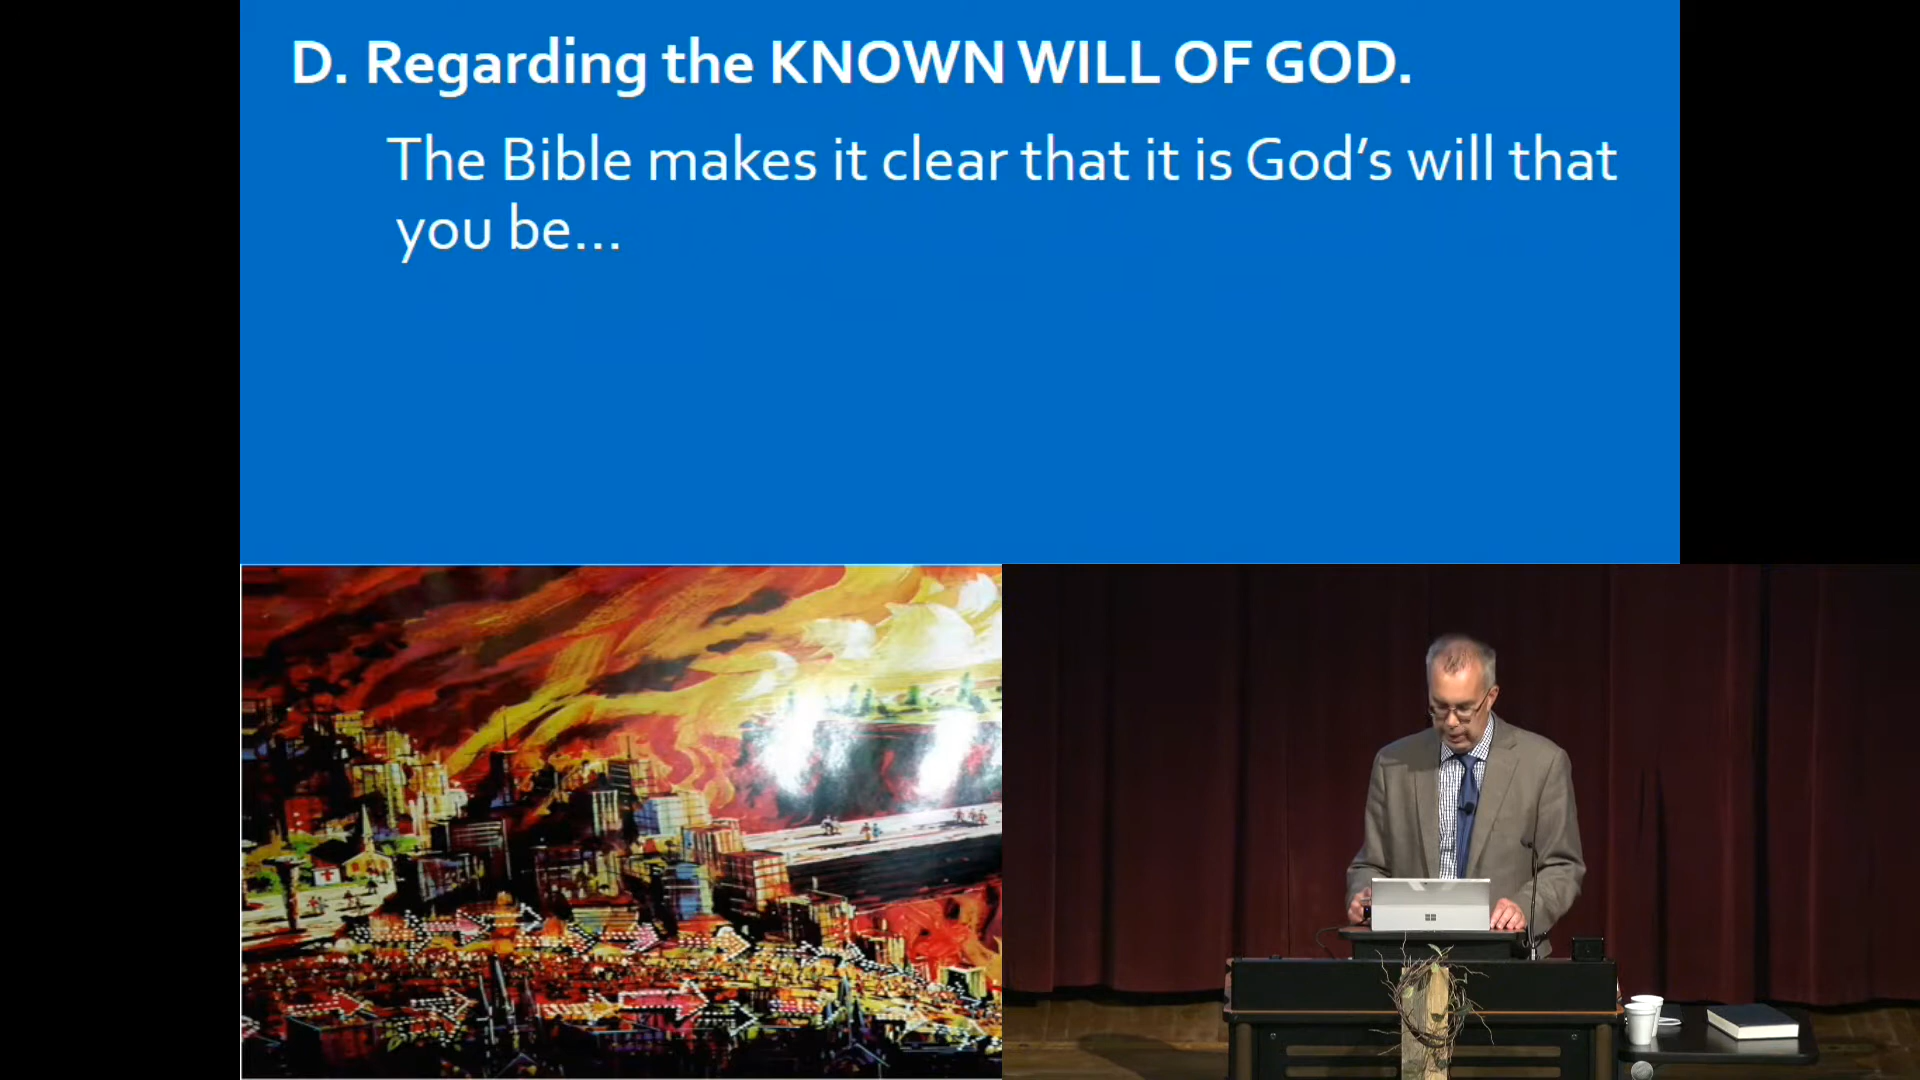 D. Regarding the KNOWN WILL OF GOD.
The Bible makes it clear that it is God’s will that
you be...